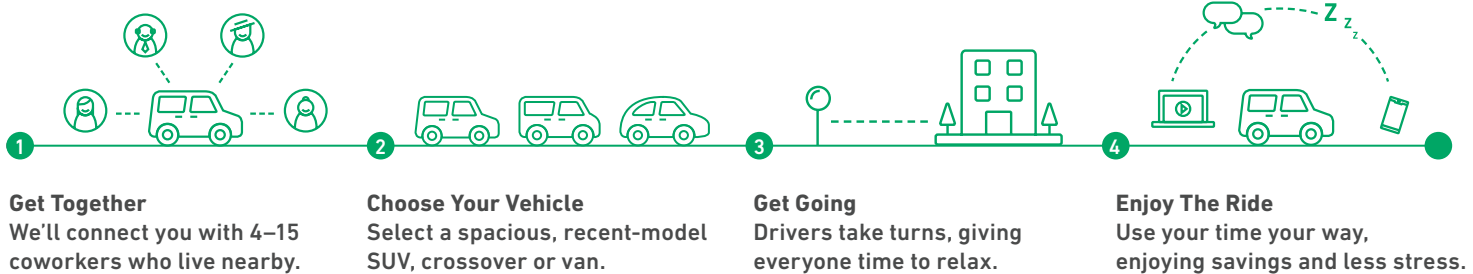 Z
z
z
1
2
3
4
Get Together
We'll connect you with 4–15
coworkers who live nearby.
Choose Your Vehicle
Select a spacious, recent-model
SUV, crossover or van.
Get Going
Drivers take turns, giving
everyone time to relax.
Enjoy The Ride
Use your time your way,
enjoying savings and less stress.